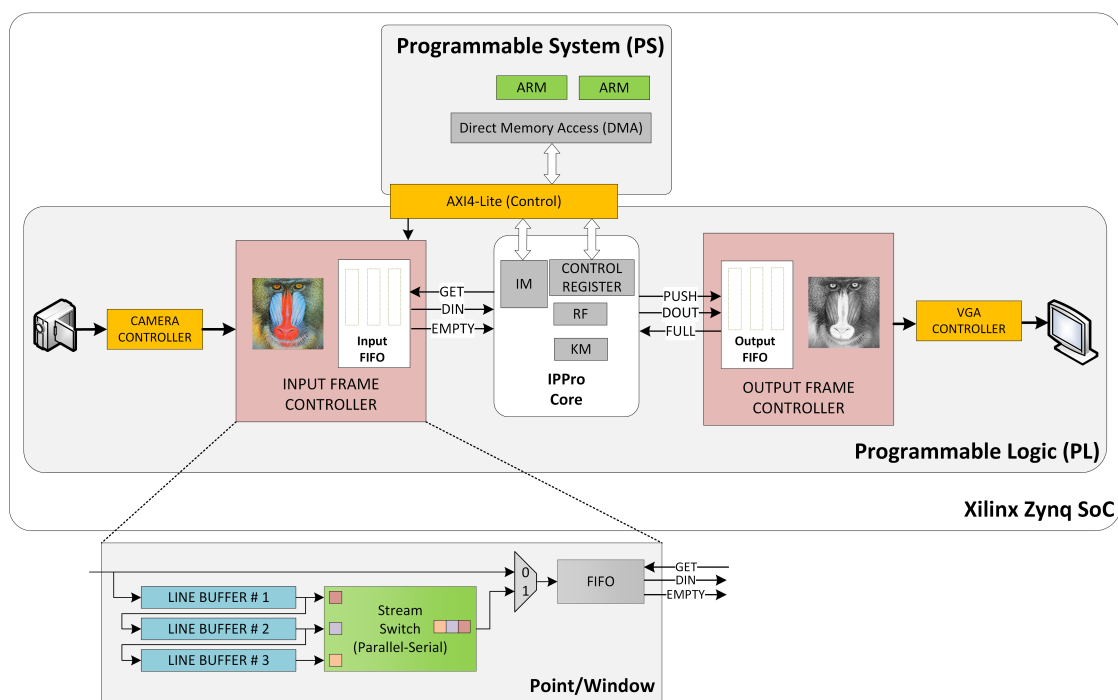 Programmable System (PS)
ARM
ARM
Direct Memory Access (DMA)
AXI4-Lite (Control)
CAMERA
CONTROLLER
Input
FIFO
INPUT FRAME
CONTROLLER
GET
DIN
EMPTY
IM
CONTROL
REGISTER
RF
KM
IPPro
Core
PUSH
DOUT
FULL
Output
FIFO
OUTPUT FRAME
CONTROLLER
VGA
CONTROLLER
Programmable Logic (PL)
Xilinx Zynq SoC
LINE BUFFER # 1
LINE BUFFER # 2
LINE BUFFER # 3
Stream
Switch
(Parallel-Serial)
0
1
FIFO
GET
DIN
EMPTY
Point/Window